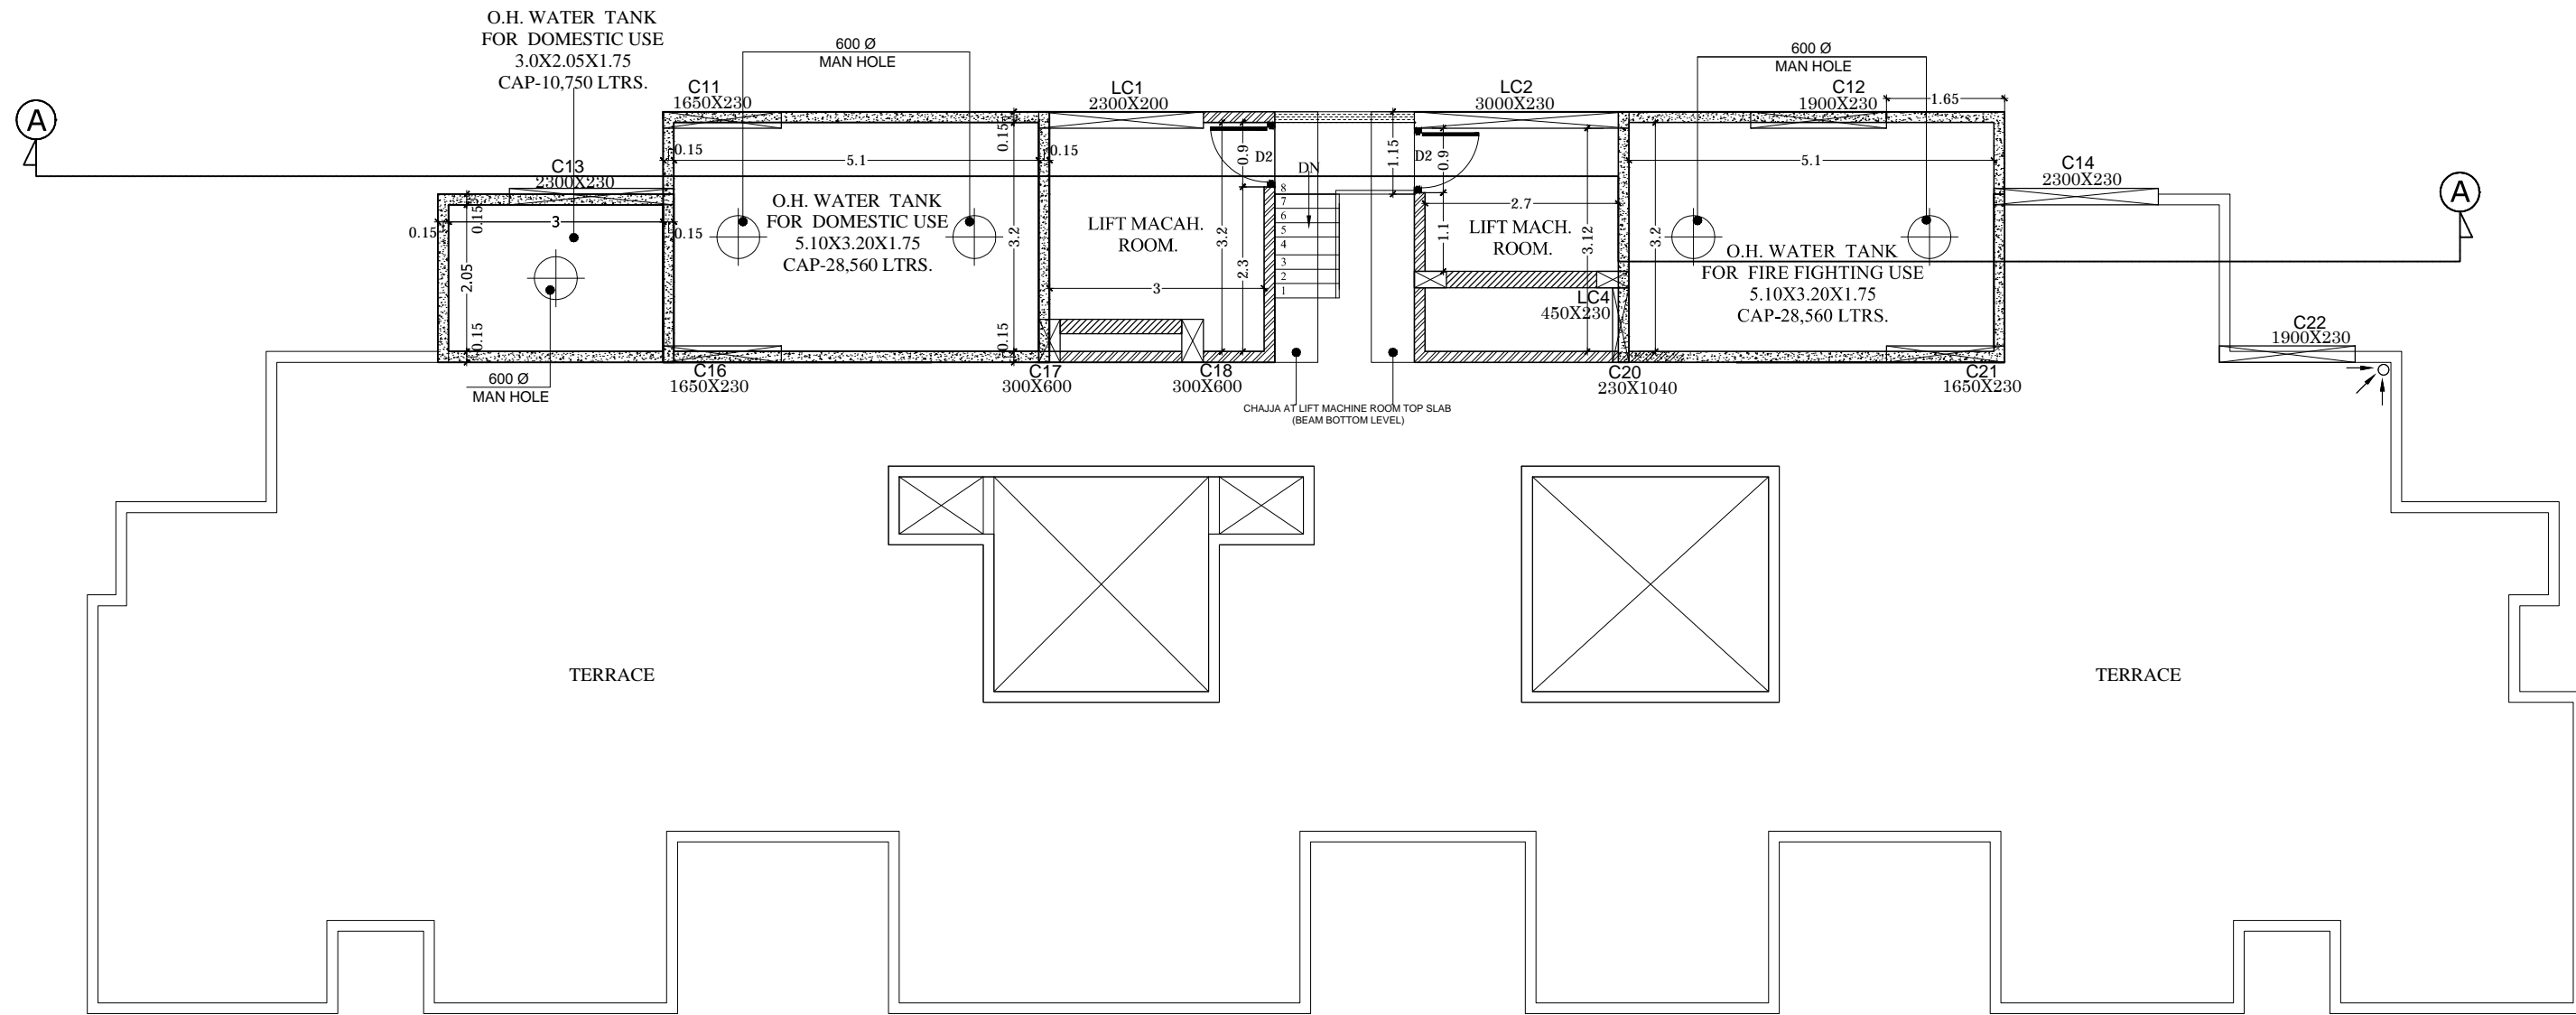 O.H. WATER TANK
FOR DOMESTIC USE
3.0X2.05X1.75
CAP-10,750 LTRS.
600 Ø
MAN HOLE
600 Ø
MAN HOLE
C11
1650X230
LC1
2300X200
LC2
3000X230
C12
1900X230
1.65
A
A
C13
2300X230
C14
2300X230
0.15
5.1
0.15
0.15
0.9
D2
DN
1.15
D2
0.9
5.1
O.H. WATER TANK
FOR DOMESTIC USE
5.10X3.20X1.75
CAP-28,560 LTRS.
3.2
LIFT MACAH.
ROOM.
3.2
2.3
3
8
7
6
5
4
3
2
1
2.7
LIFT MACH.
ROOM.
1.1
3.12
3.2
O.H. WATER TANK
FOR FIRE FIGHTING USE
5.10X3.20X1.75
CAP-28,560 LTRS.
0.15
0.15
3
0.15
2.05
0.15
0.15
LC4
450X230
C22
1900X230
600 Ø
MAN HOLE
C16
1650X230
C17
300X600
C18
300X600
C20
230X1040
C21
1650X230
CHAJJA AT LIFT MACHINE ROOM TOP SLAB
(BEAM BOTTOM LEVEL)
TERRACE
TERRACE